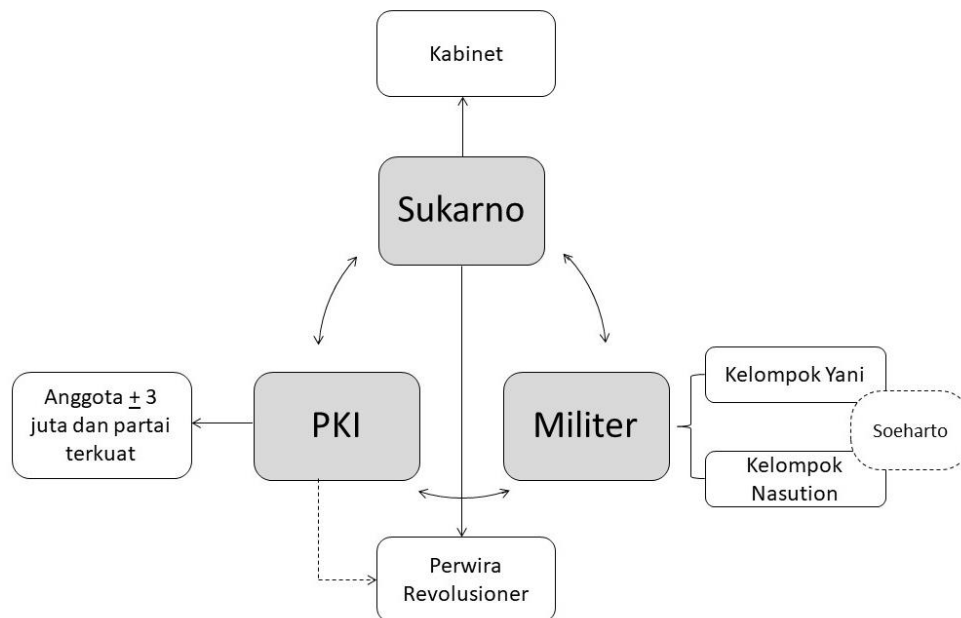 Kabinet
Sukarno
Anggota + 3
juta dan partai
terkuat
PKI
Militer
Kelompok Yani
Soeharto
Kelompok
Nasution
Perwira
Revolusioner